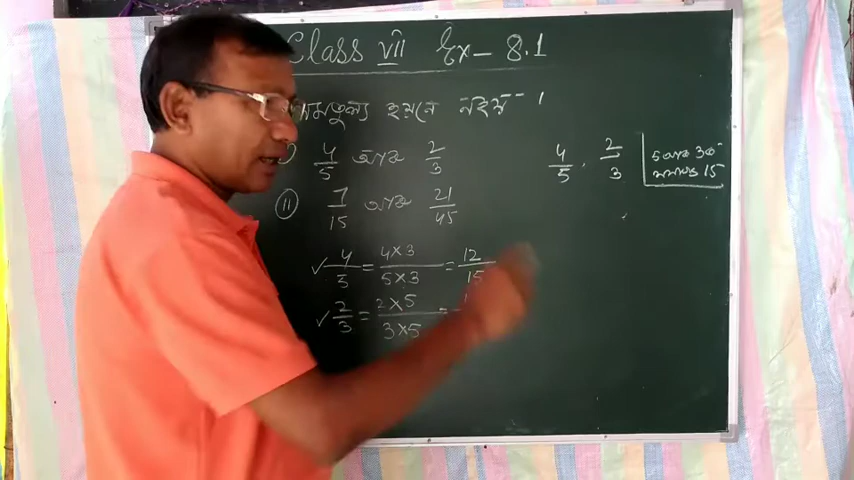 Class VII Ex- 8.1
হয়নে নহয়
4/5 আৰু 2/3
(ii) 7/15 আৰু 21/45
✓ 4/5 = 4×3/5×3 = 12/15
✓ 2/3 = 2×5/3×5 =
4/5 , 2/3
5 আৰু 3ৰ
15